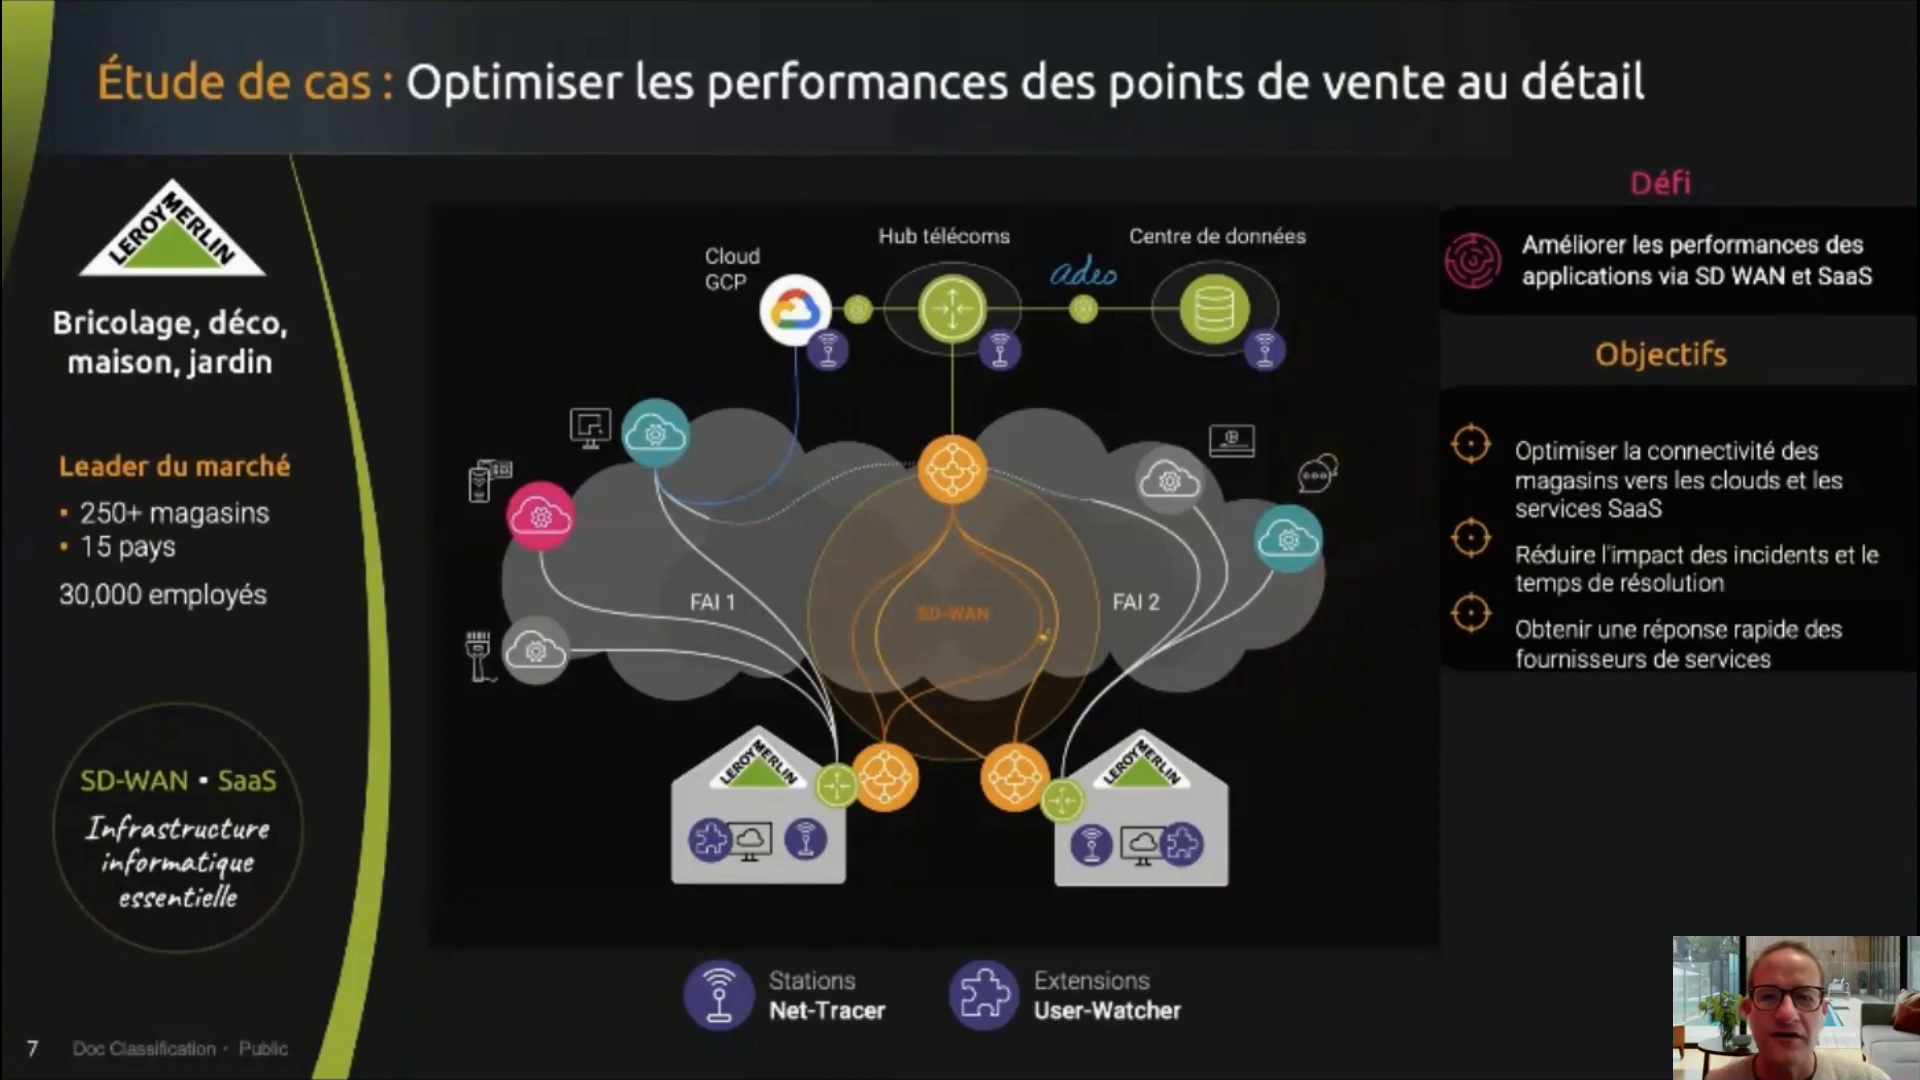 Étude de cas : Optimiser les performances des points de vente au détail
LEROY MERLIN
Bricolage, déco,
maison, jardin
Leader du marché
• 250+ magasins
• 15 pays
30,000 employés
SD-WAN • SaaS
Infrastructure
informatique
essentielle
Cloud
GCP
Hub télécoms
adeo
Centre de données
FAI 1
SD-WAN
FAI 2
LEROY MERLIN
LEROY MERLIN
Stations
Net-Tracer
Extensions
User-Watcher
Défi
Améliorer les performances des
applications via SD WAN et SaaS
Objectifs
Optimiser la connectivité des
magasins vers les clouds et les
services SaaS
Réduire l'impact des incidents et le
temps de résolution
Obtenir une réponse rapide des
fournisseurs de services
7 Doc Classification • Public